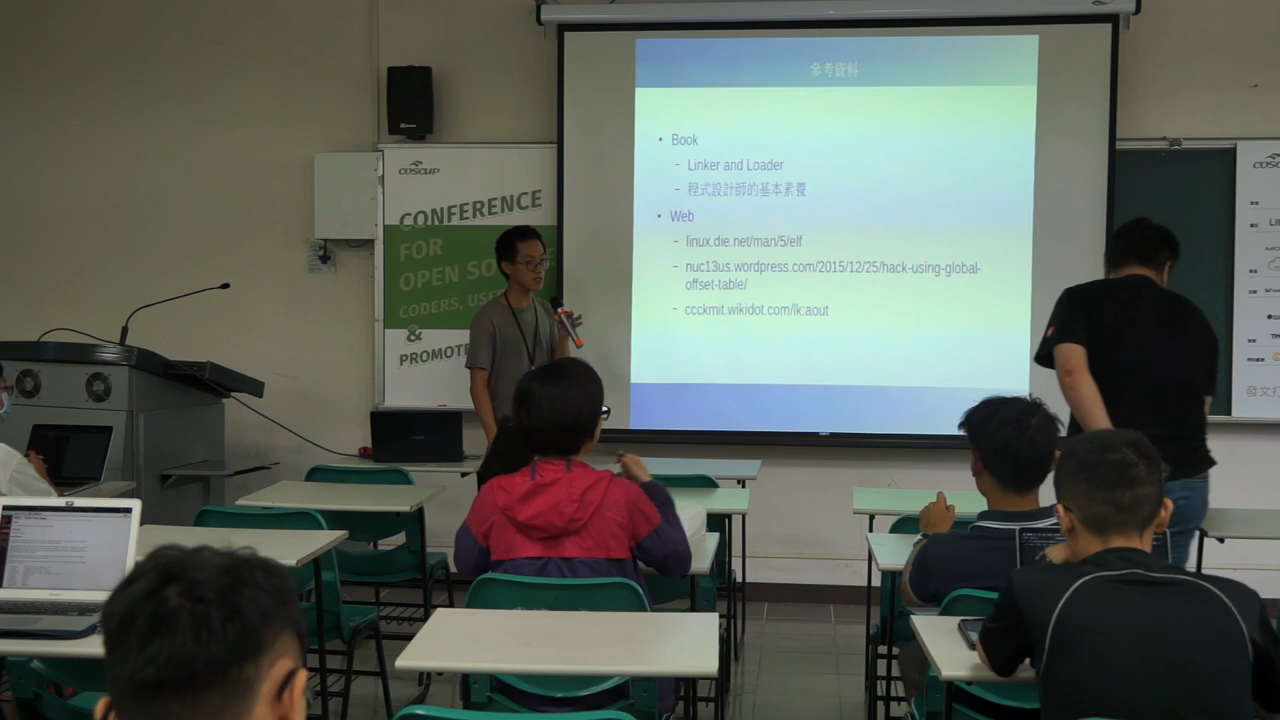 參考資料
• Book
– Linker and Loader
– 程式設計師的基本素養
• Web
– linux.die.net/man/5/elf
– nuc13us.wordpress.com/2015/12/25/hack-using-global-
offset-table/
– ccckmit.wikidot.com/lk:aout
COSCUP
CONFERENCE
FOR
OPEN SO
CODERS, USE
&
PROMOTE